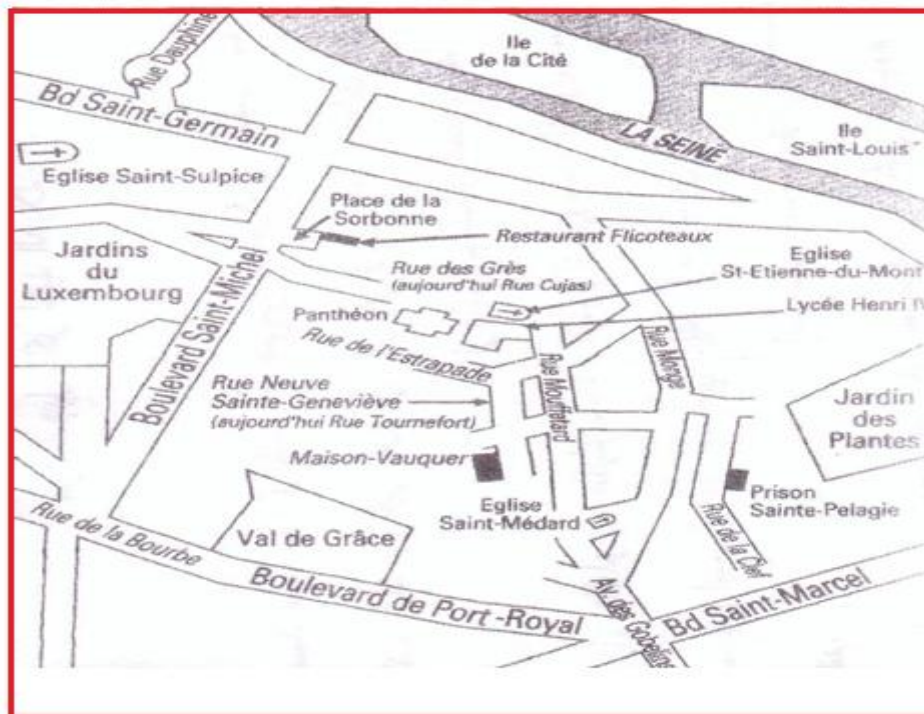 Rue Dauphine
Ile
de la Cité
Bd Saint-Germain
LA SEINE
Ile
Saint-Louis
Eglise Saint-Sulpice
Place de la
Sorbonne
Restaurant Flicoteaux
Jardins
du
Luxembourg
Boulevard Saint-Michel
Rue des Grès
(aujourd'hui Rue Cujas)
Eglise
St-Etienne-du-Mont
Panthéon
Lycée Henri IV
Rue de l'Estrapade
Rue Mouffetard
Rue Monge
Rue Neuve
Sainte-Geneviève
(aujourd'hui Rue Tournefort)
Jardin
des
Plantes
Maison-Vauquer
Eglise
Saint-Médard
Prison
Sainte-Pelagie
Rue de la Clef
Rue de la Bourbe
Val de Grâce
Boulevard de Port-Royal
Av. des Gobelins
Bd Saint-Marcel